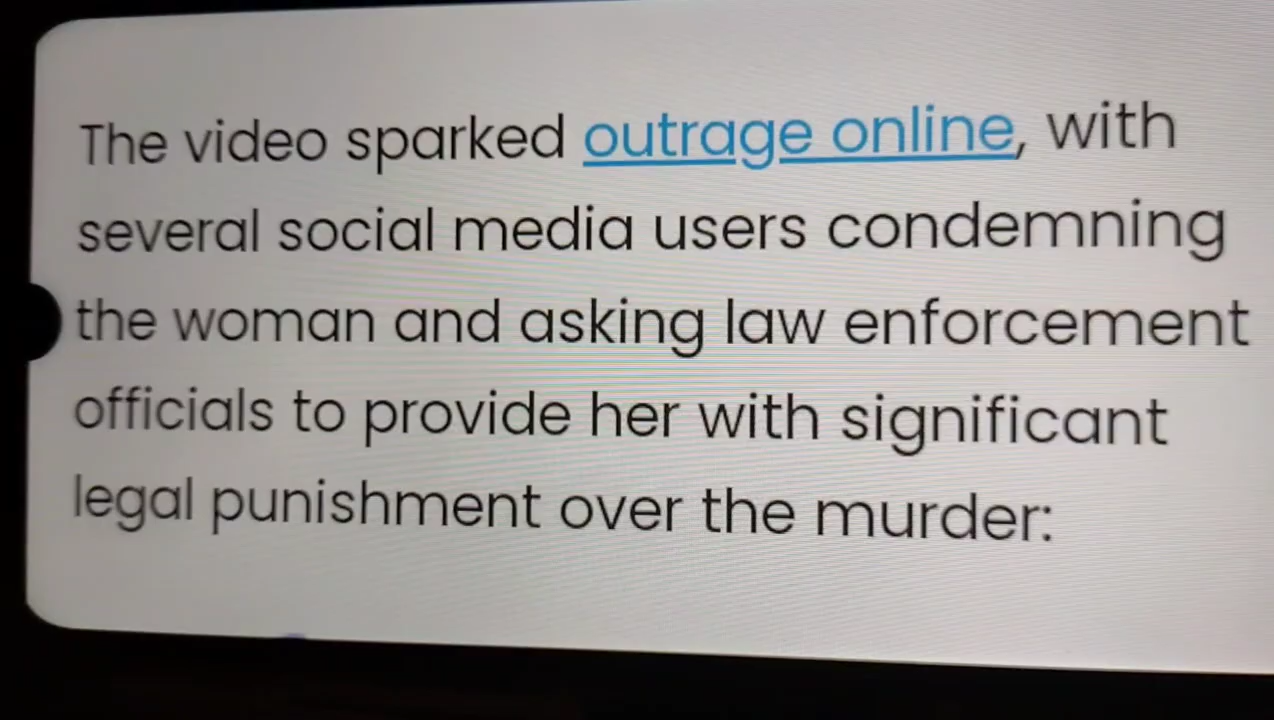 The video sparked outrage online, with
several social media users condemning
the woman and asking law enforcement
officials to provide her with significant
legal punishment over the murder: